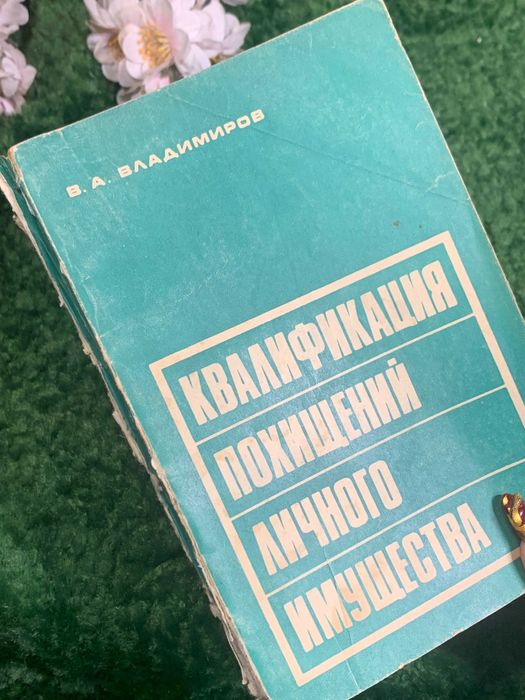 В. А. ВЛАДИМИРОВ
КВАЛИФИКАЦИЯ
ПОХИЩЕНИЙ
ЛИЧНОГО
ИМУЩЕСТВА